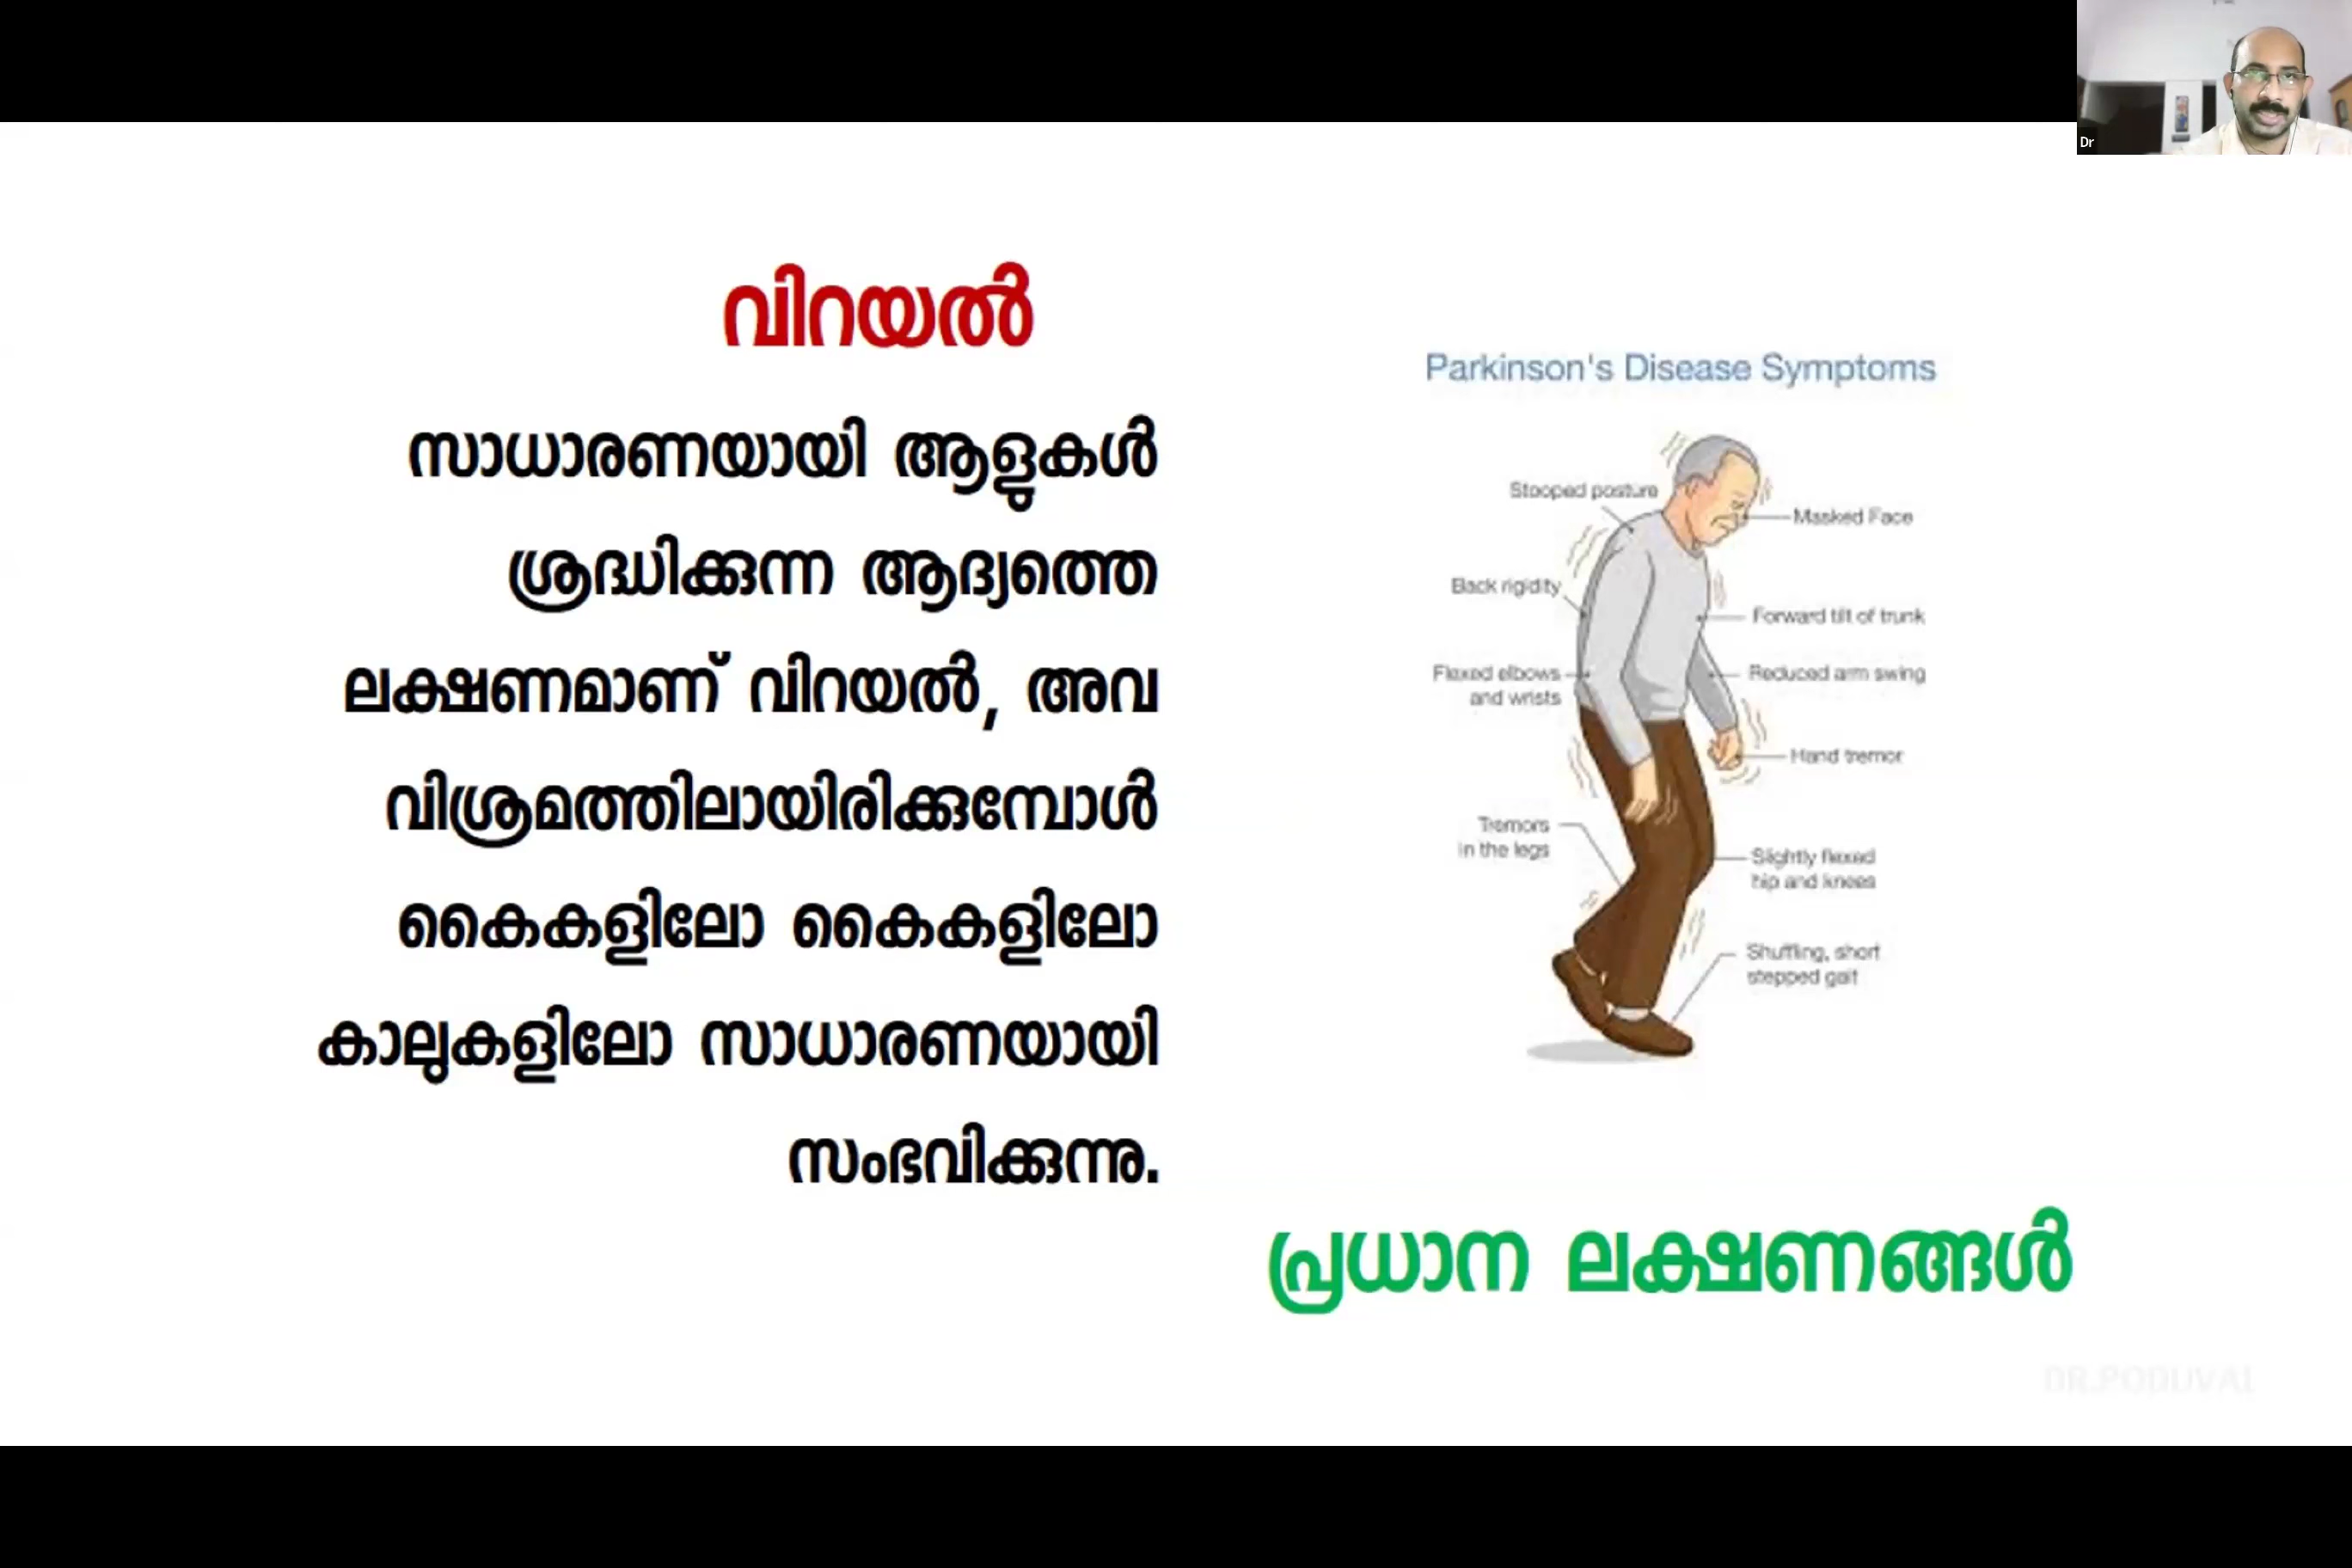 Dr
വിറയൽ
സാധാരണയായി ആളുകൾ
ശ്രദ്ധിക്കുന്ന ആദ്യത്തെ
ലക്ഷണമാണ് വിറയൽ, അവ
വിശ്രമത്തിലായിരിക്കുമ്പോൾ
കൈകളിലോ കൈകളിലോ
കാലുകളിലോ സാധാരണയായി
സംഭവിക്കുന്നു.
Parkinson's Disease Symptoms
Stooped posture
Masked Face
Back rigidity
Forward tilt of trunk
Flexed elbows
and wrists
Reduced arm swing
Hand tremor
Tremors
in the legs
Slightly flexed
hip and knees
Shuffling, short
stepped gait
പ്രധാന ലക്ഷണങ്ങൾ
DR.PODUVAL